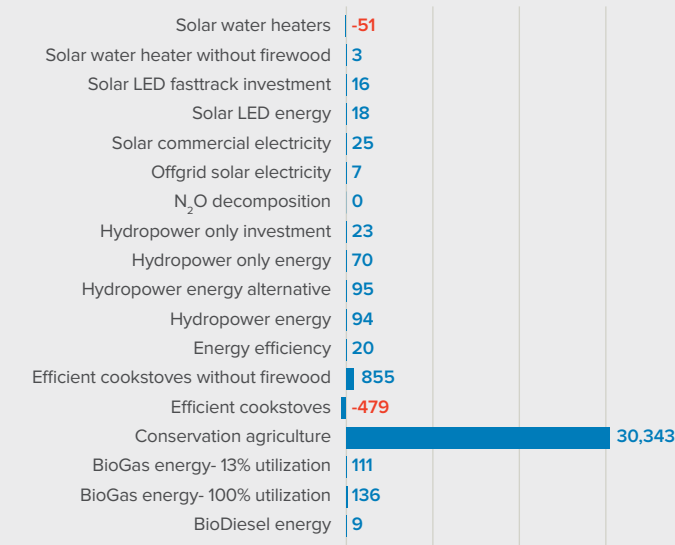 Solar water heaters -51
Solar water heater without firewood 3
Solar LED fasttrack investment 16
Solar LED energy 18
Solar commercial electricity 25
Offgrid solar electricity 7
N₂O decomposition 0
Hydropower only investment 23
Hydropower only energy 70
Hydropower energy alternative 95
Hydropower energy 94
Energy efficiency 20
Efficient cookstoves without firewood 855
Efficient cookstoves -479
Conservation agriculture 30,343
BioGas energy- 13% utilization 111
BioGas energy- 100% utilization 136
BioDiesel energy 9